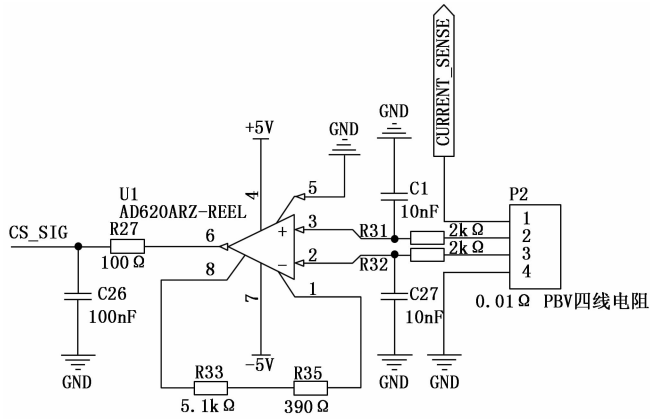 CURRENT_SENSE
GND
GND
+5V
4
5
U1
AD620ARZ-REEL
C1
10nF
P2
CS_SIG
R27
100Ω
6
3
+
R31
2kΩ
1
2
2
−
R32
2kΩ
3
4
8
7
1
C26
100nF
C27
10nF
0.01Ω PBV四线电阻
-5V
GND
GND
GND
R33
5.1kΩ
R35
390Ω